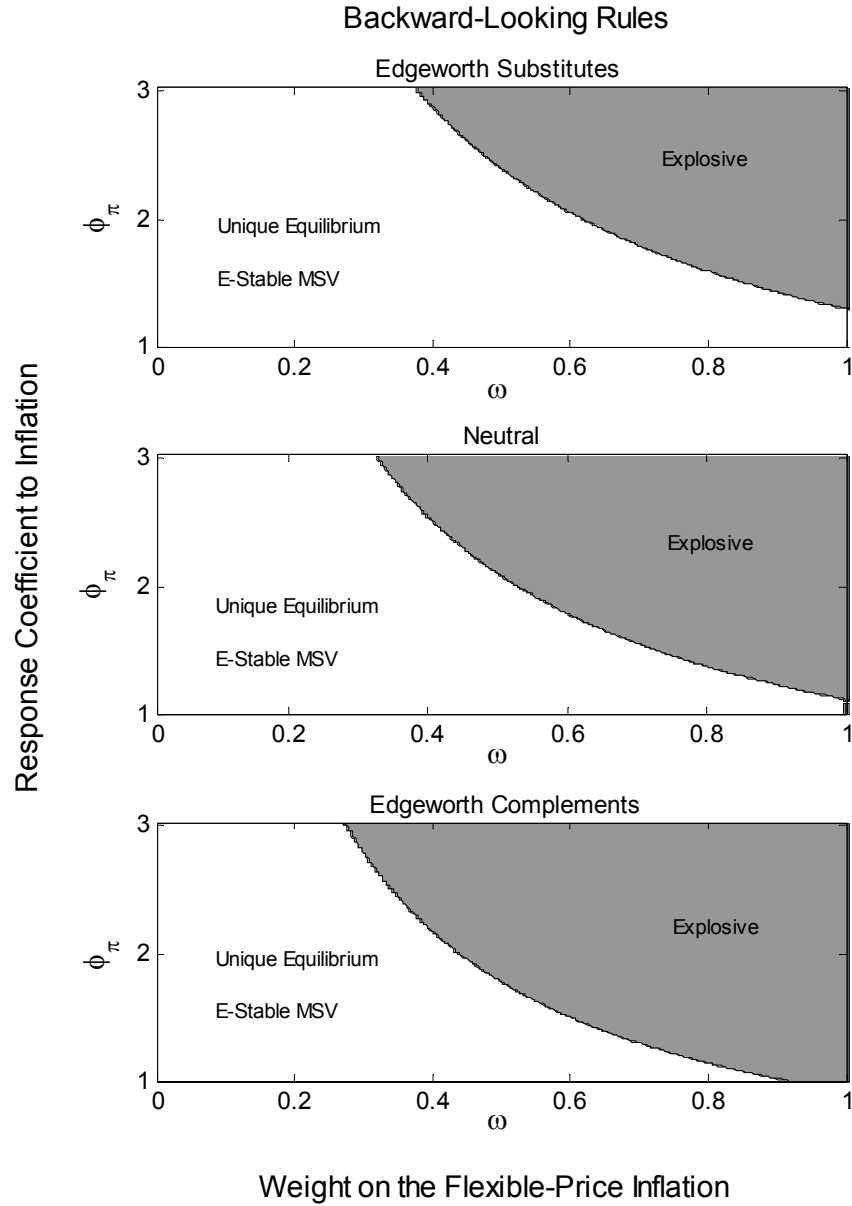 Backward-Looking Rules
Response Coefficient to Inflation
Edgeworth Substitutes
3
2
1
ϕπ
Explosive
Unique Equilibrium
E-Stable MSV
0 0.2 0.4 0.6 0.8 1
ω
Neutral
3
2
1
ϕπ
Explosive
Unique Equilibrium
E-Stable MSV
0 0.2 0.4 0.6 0.8 1
ω
Edgeworth Complements
3
2
1
ϕπ
Explosive
Unique Equilibrium
E-Stable MSV
0 0.2 0.4 0.6 0.8 1
ω
Weight on the Flexible-Price Inflation